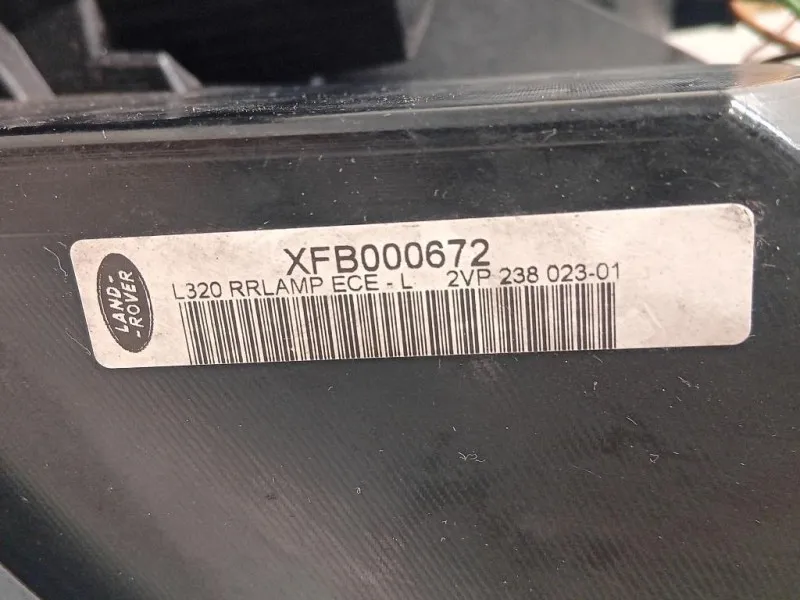 XFB000672
LAND-
-ROVER
L320 RRLAMP ECE - L 2VP 238 023-01